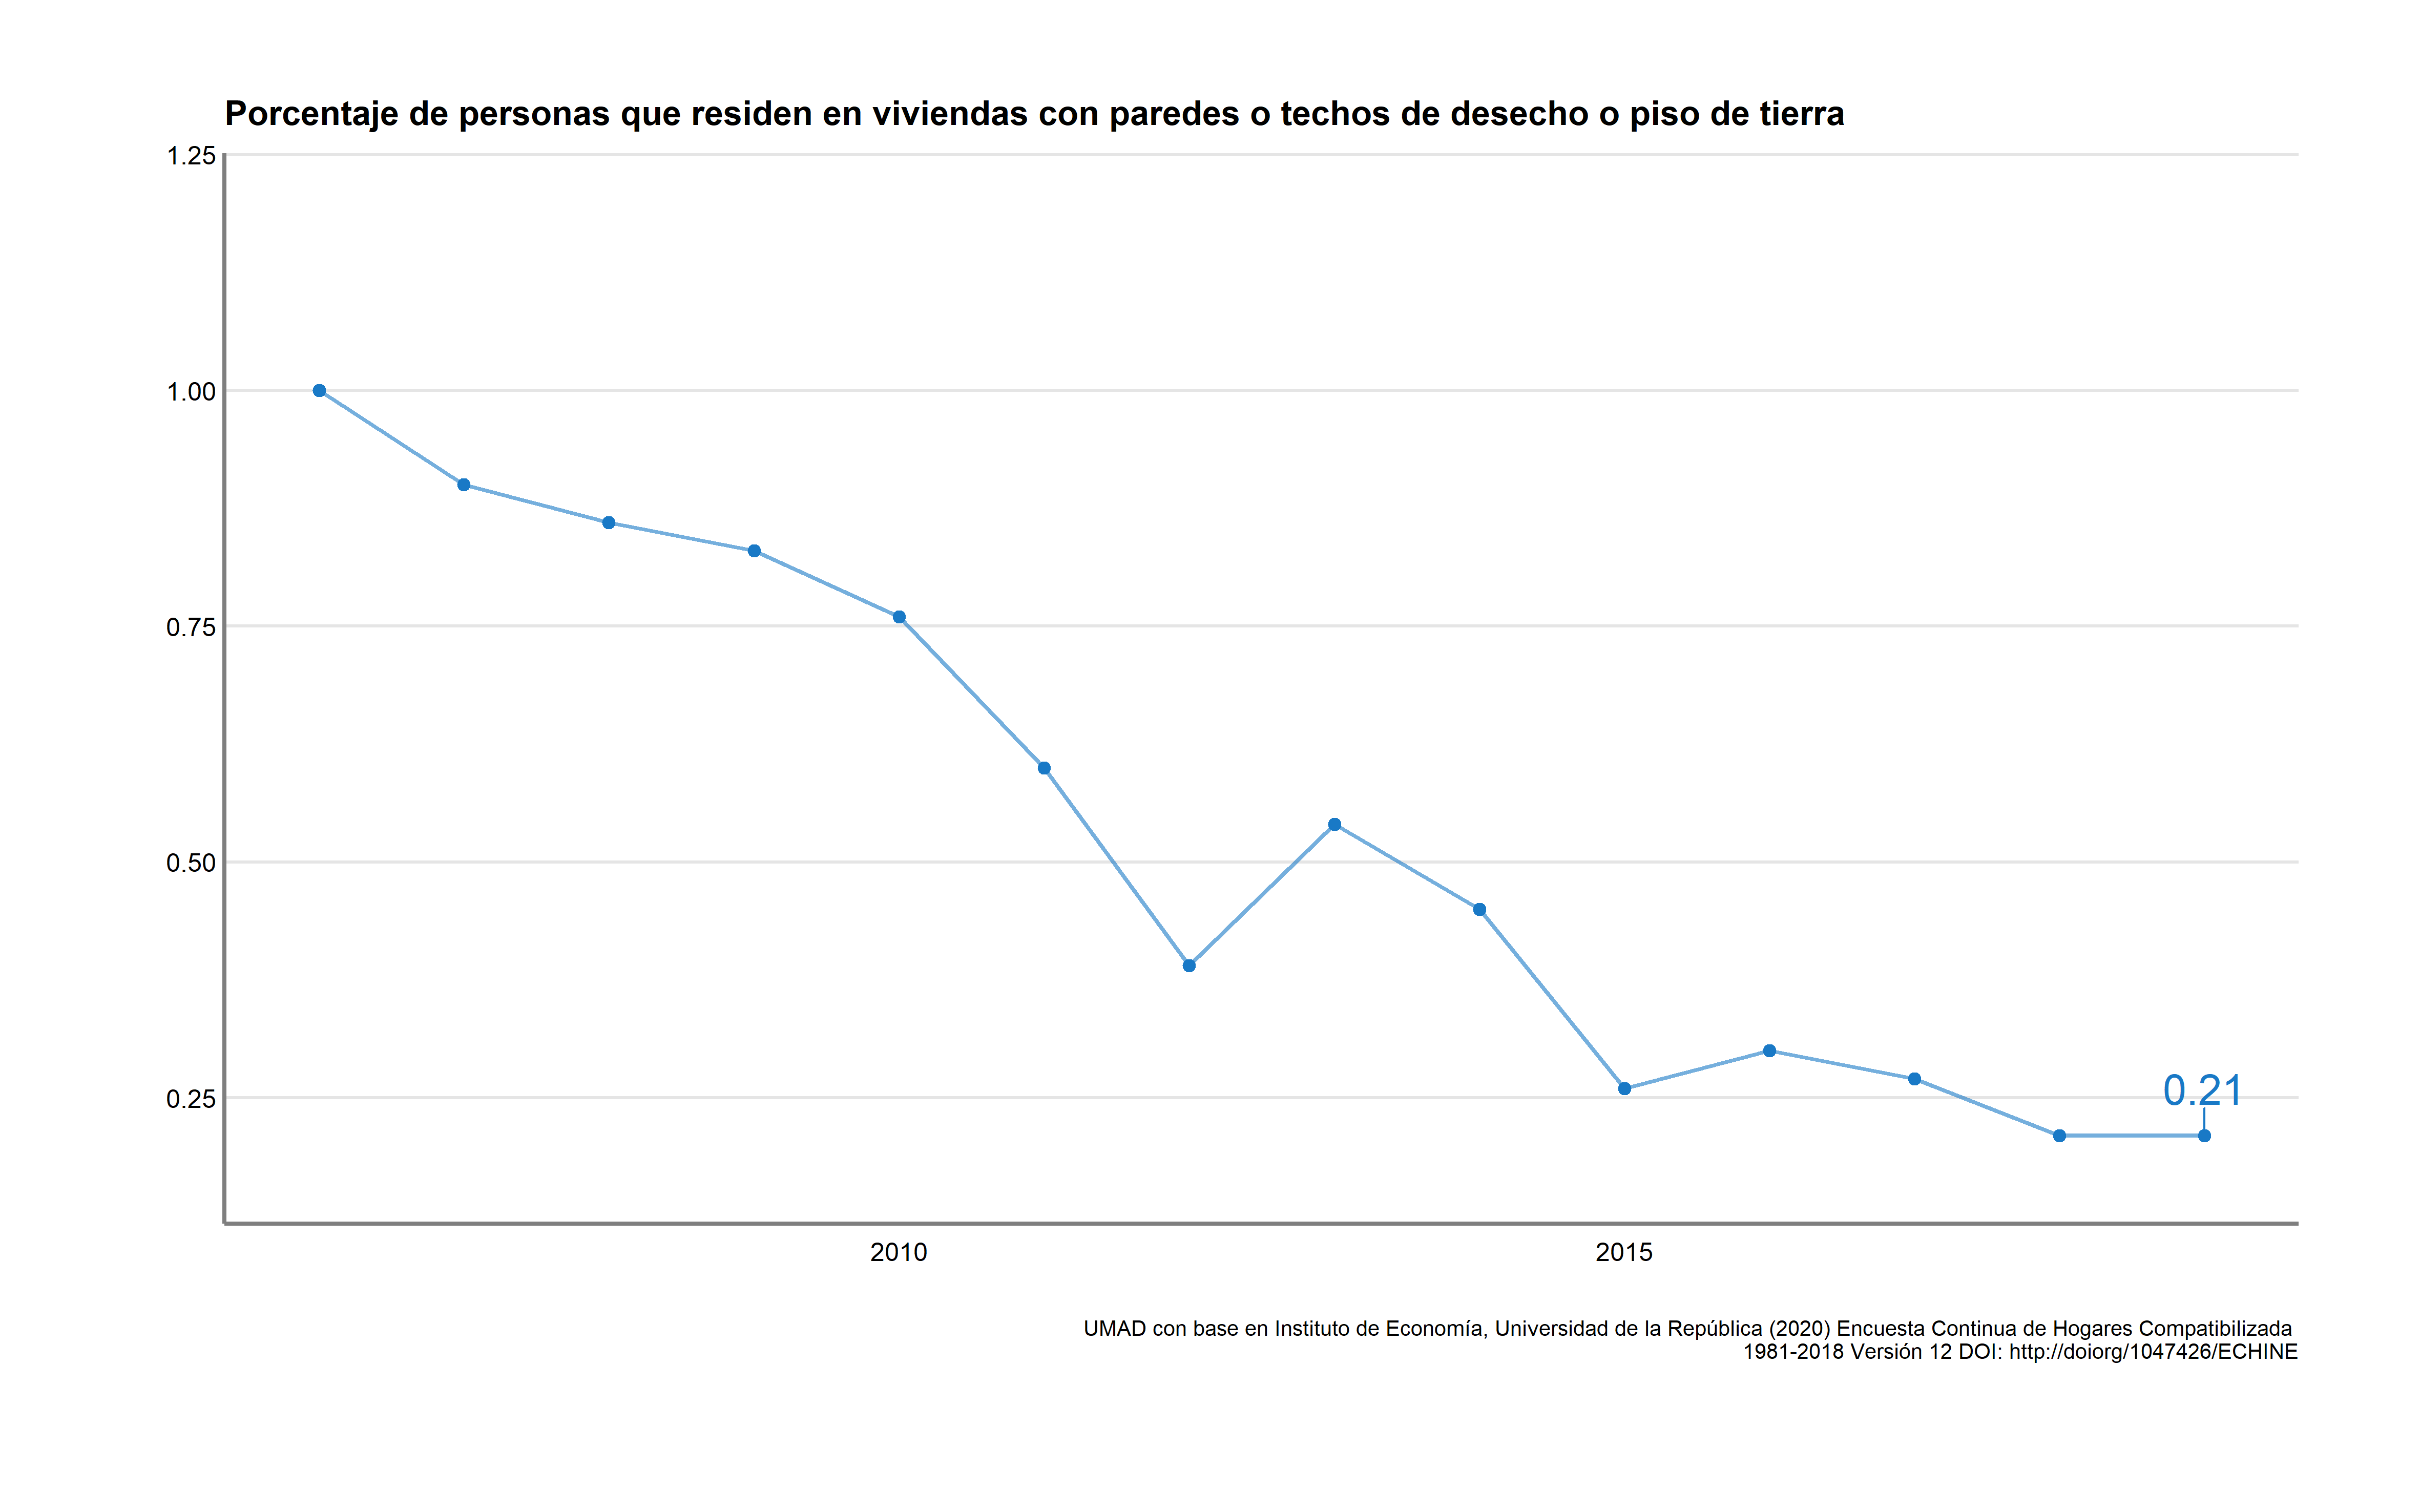 Porcentaje de personas que residen en viviendas con paredes o techos de desecho o piso de tierra
1.25
1.00
0.75
0.50
0.25
0.21
2010
2015
UMAD con base en Instituto de Economía, Universidad de la República (2020) Encuesta Continua de Hogares Compatibilizada
1981-2018 Versión 12 DOI: http://doiorg/1047426/ECHINE